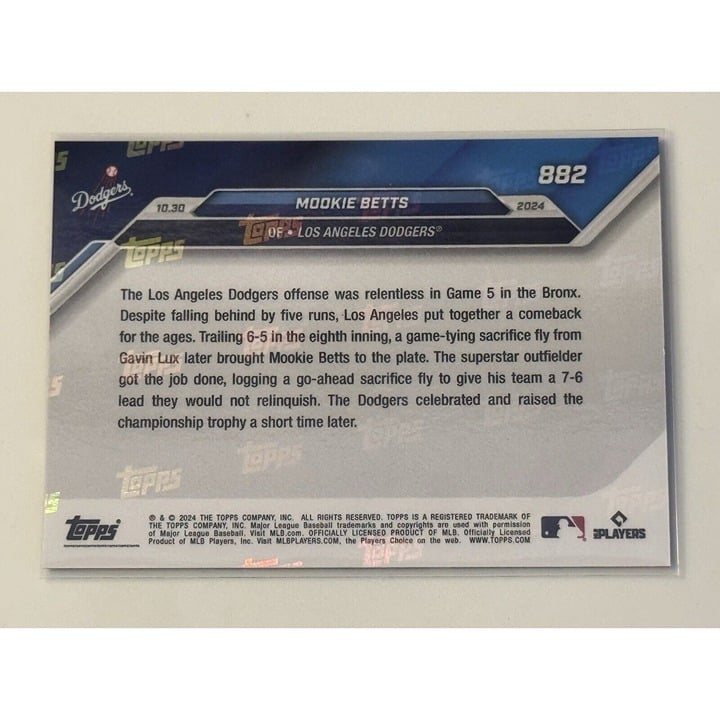 Dodgers
882
10.30
MOOKIE BETTS
2024
OF • LOS ANGELES DODGERS®
The Los Angeles Dodgers offense was relentless in Game 5 in the Bronx.
Despite falling behind by five runs, Los Angeles put together a comeback
for the ages. Trailing 6-5 in the eighth inning, a game-tying sacrifice fly from
Gavin Lux later brought Mookie Betts to the plate. The superstar outfielder
got the job done, logging a go-ahead sacrifice fly to give his team a 7-6
lead they would not relinquish. The Dodgers celebrated and raised the
championship trophy a short time later.
Topps
® & © 2024 THE TOPPS COMPANY, INC. ALL RIGHTS RESERVED. TOPPS IS A REGISTERED TRADEMARK OF
THE TOPPS COMPANY, INC. Major League Baseball trademarks and copyrights are used with permission
of Major League Baseball. Visit MLB.com. OFFICIALLY LICENSED PRODUCT OF MLB. Officially Licensed
Product of MLB Players, Inc. Visit MLBPLAYERS.COM, the Players Choice on the web. WWW.TOPPS.COM
MLB PLAYERS